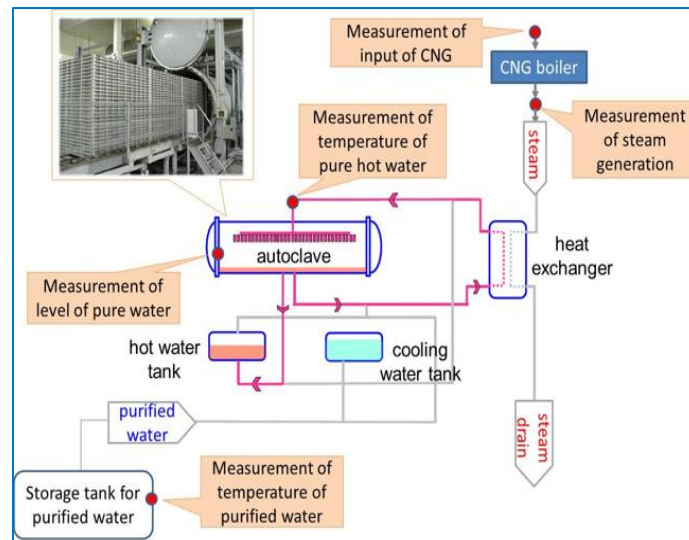 Measurement of
input of CNG
CNG boiler
Measurement of
temperature of
pure hot water
Measurement
of steam
generation
steam
autoclave
heat
exchanger
Measurement of
level of pure water
hot water
tank
cooling
water tank
purified
water
steam
drain
Storage tank for
purified water
Measurement of
temperature of
purified water